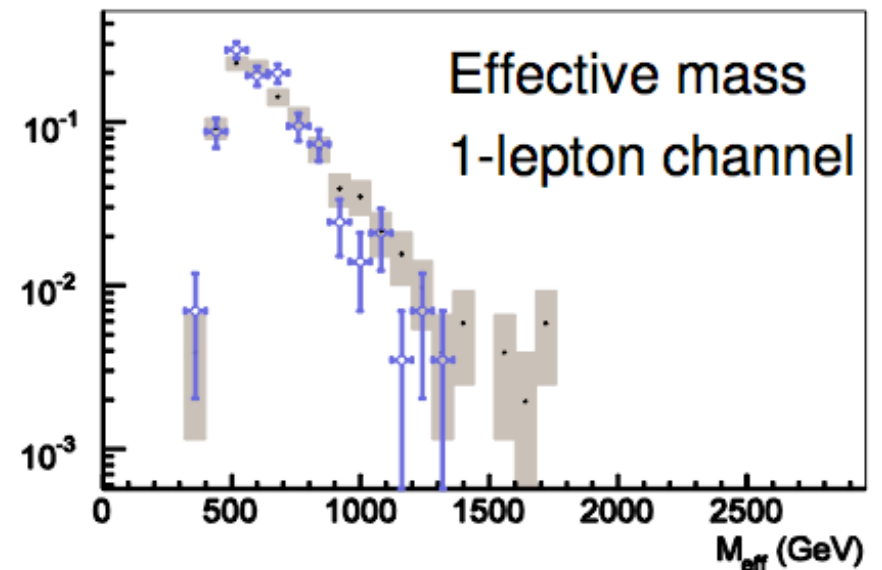 Effective mass
1-lepton channel
10⁻¹
10⁻²
10⁻³
0 500 1000 1500 2000 2500
M_eff (GeV)